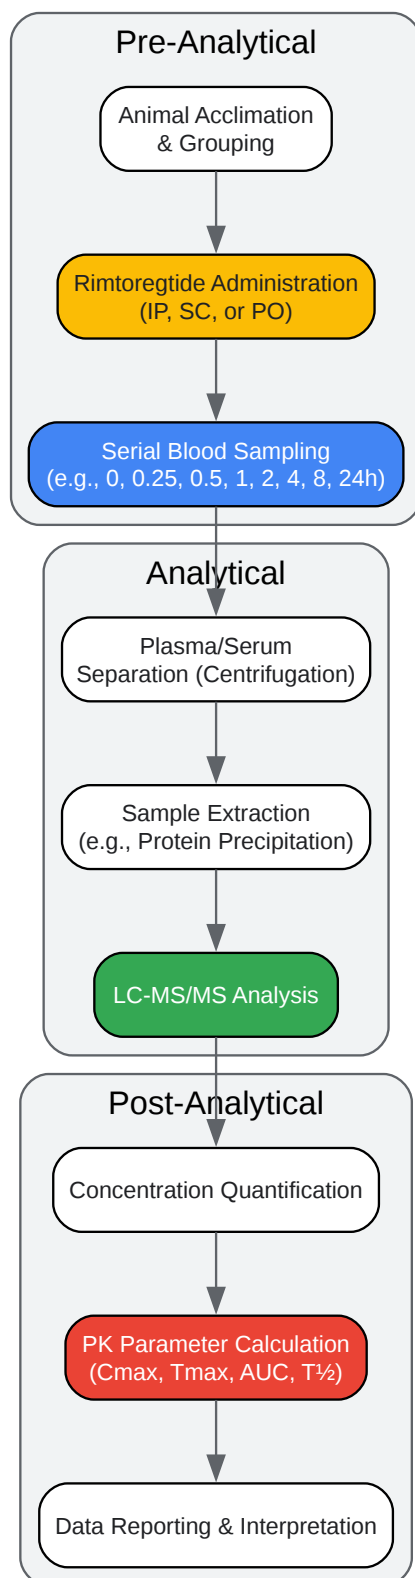 Pre-Analytical
Animal Acclimation
& Grouping
Rimtoregtide Administration
(IP, SC, or PO)
Serial Blood Sampling
(e.g., 0, 0.25, 0.5, 1, 2, 4, 8, 24h)
Analytical
Plasma/Serum
Separation (Centrifugation)
Sample Extraction
(e.g., Protein Precipitation)
LC-MS/MS Analysis
Post-Analytical
Concentration Quantification
PK Parameter Calculation
(Cmax, Tmax, AUC, T½)
Data Reporting & Interpretation